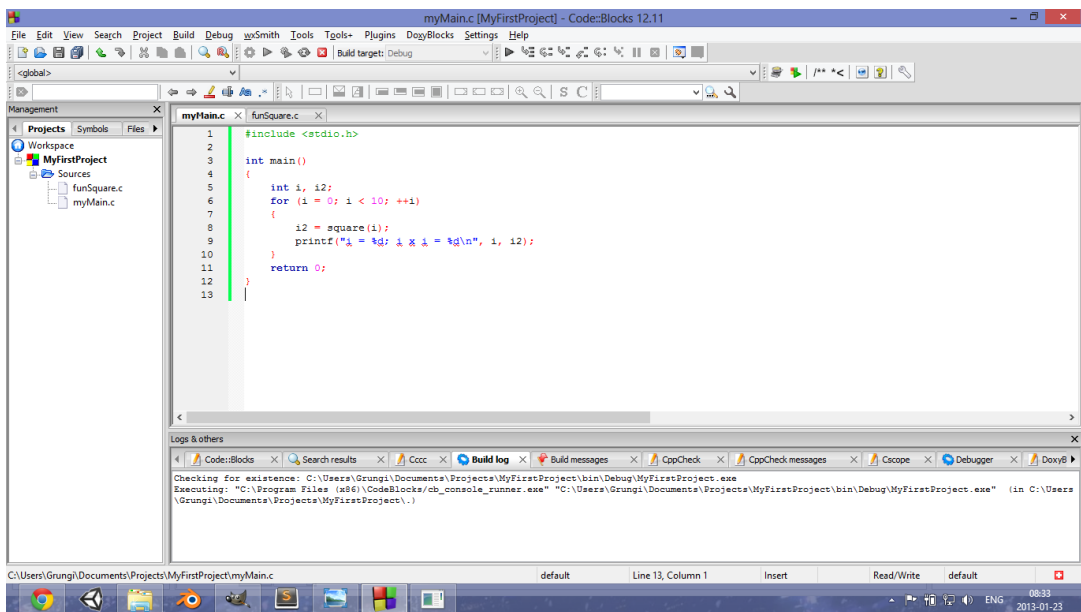 myMain.c [MyFirstProject] - Code::Blocks 12.11
File Edit View Search Project Build Debug wxSmith Tools Tools+ Plugins DoxyBlocks Settings Help
Build target: Debug
<global>
/** *<
S C
Management
Projects Symbols Files
Workspace
MyFirstProject
Sources
funSquare.c
myMain.c
myMain.c funSquare.c
1 #include <stdio.h>
2
3 int main()
4 {
5 int i, i2;
6 for (i = 0; i < 10; ++i)
7 {
8 i2 = square(i);
9 printf("i = %d; i x i = %d\n", i, i2);
10 }
11 return 0;
12 }
13
Logs & others
Code::Blocks Search results Cccc Build log Build messages CppCheck CppCheck messages Cscope Debugger DoxyB
Checking for existence: C:\Users\Grungi\Documents\Projects\MyFirstProject\bin\Debug\MyFirstProject.exe
Executing: "C:\Program Files (x86)\CodeBlocks/cb_console_runner.exe" "C:\Users\Grungi\Documents\Projects\MyFirstProject\bin\Debug\MyFirstProject.exe" (in C:\Users
\Grungi\Documents\Projects\MyFirstProject\.)
C:\Users\Grungi\Documents\Projects\MyFirstProject\myMain.c default Line 13, Column 1 Insert Read/Write default
ENG 08:33
2013-01-23